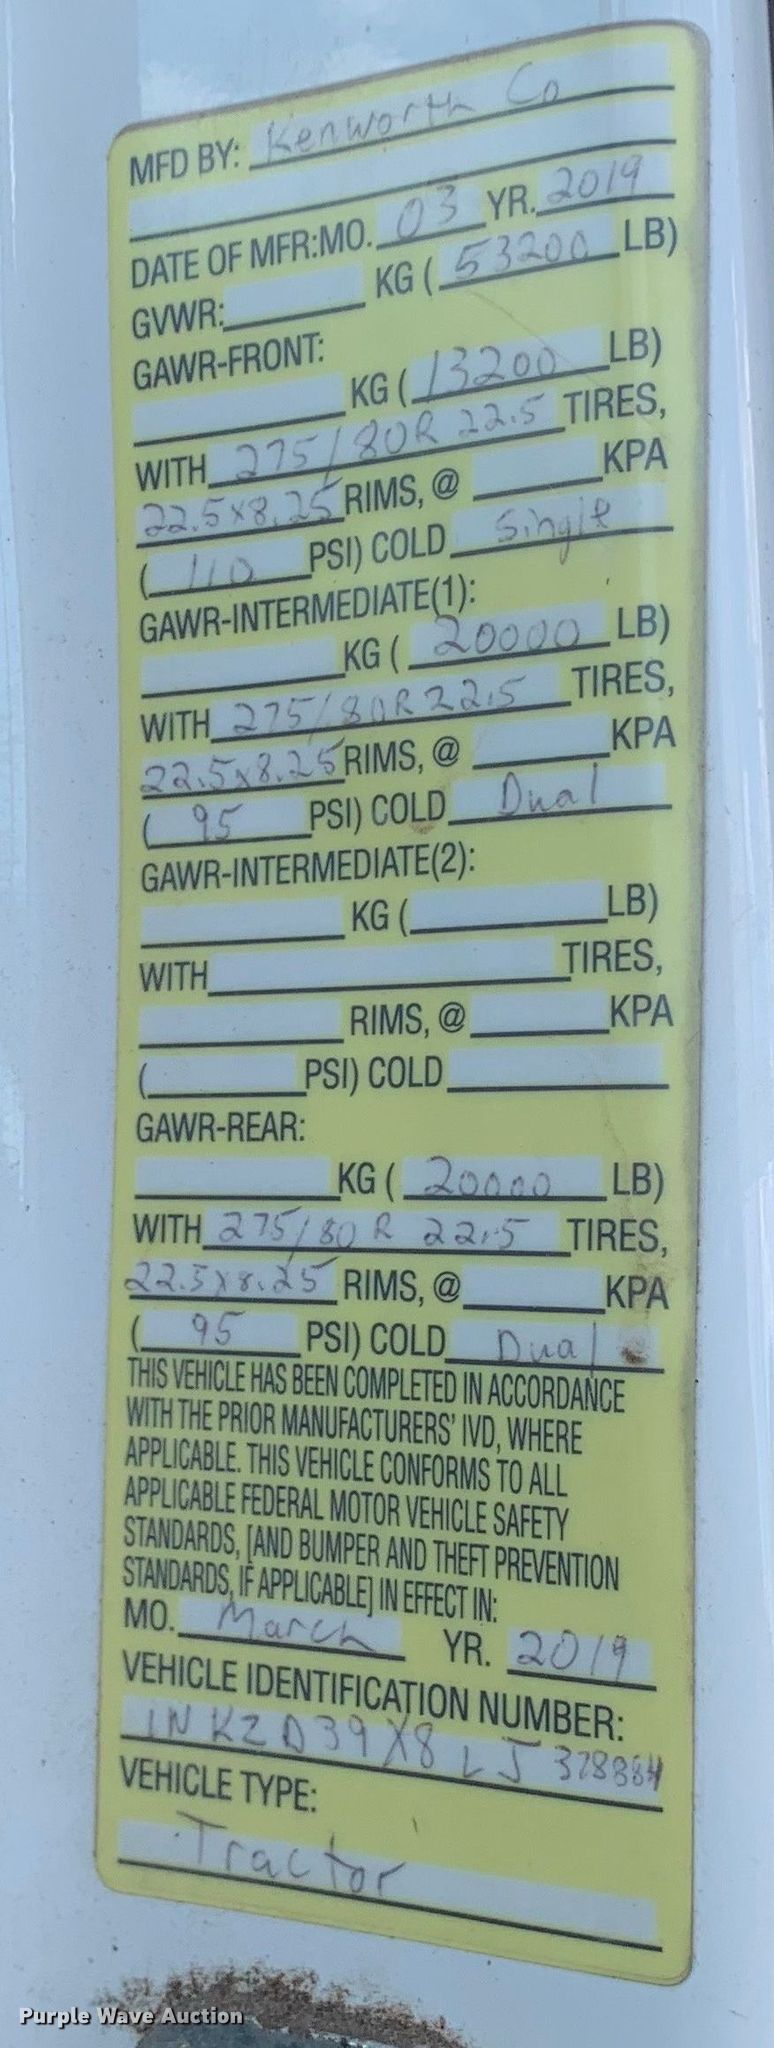 MFD BY: Kenworth Co
DATE OF MFR:MO. 03 YR. 2019
GVWR: KG ( 53200 LB)
GAWR-FRONT:
KG ( 13200 LB)
WITH 275/80R 22.5 TIRES,
22.5x8.25 RIMS, @ KPA
( 110 PSI) COLD Single
GAWR-INTERMEDIATE(1):
KG ( 20000 LB)
WITH 275/80R22.5 TIRES,
22.5x8.25 RIMS, @ KPA
( 95 PSI) COLD Dual
GAWR-INTERMEDIATE(2):
KG ( LB)
WITH TIRES,
RIMS, @ KPA
( PSI) COLD
GAWR-REAR:
KG ( 20000 LB)
WITH 275/80 R 22.5 TIRES,
22.5x8.25 RIMS, @ KPA
( 95 PSI) COLD Dual
THIS VEHICLE HAS BEEN COMPLETED IN ACCORDANCE
WITH THE PRIOR MANUFACTURERS' IVD, WHERE
APPLICABLE. THIS VEHICLE CONFORMS TO ALL
APPLICABLE FEDERAL MOTOR VEHICLE SAFETY
STANDARDS, [AND BUMPER AND THEFT PREVENTION
STANDARDS, IF APPLICABLE] IN EFFECT IN:
MO. March YR. 2019
VEHICLE IDENTIFICATION NUMBER:
1NKZD39X8LJ
VEHICLE TYPE:
Tractor
Purple Wave Auction